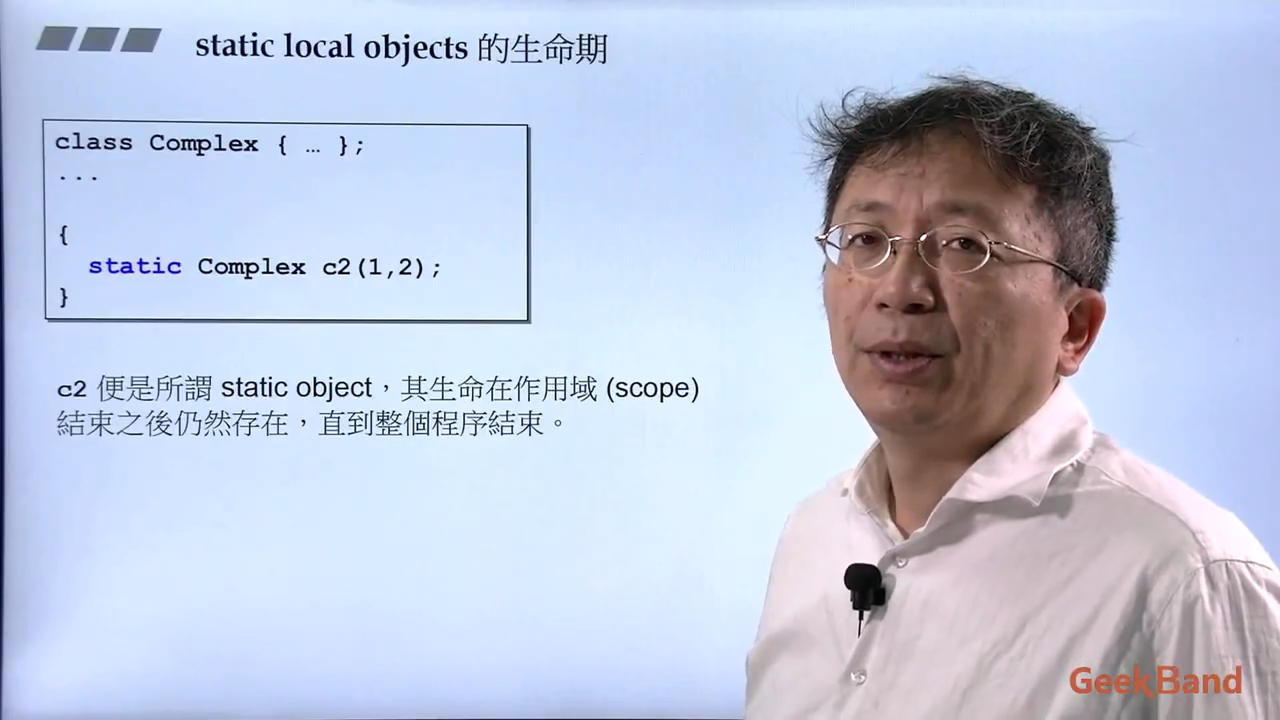 static local objects 的生命期
class Complex { … };
...
{
static Complex c2(1,2);
}
c2 便是所謂 static object，其生命在作用域 (scope)
結束之後仍然存在，直到整個程序結束。
GeekBand